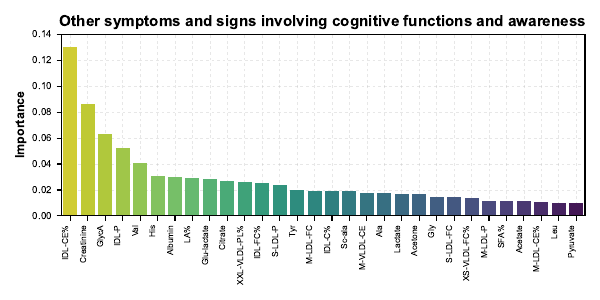 Other symptoms and signs involving cognitive functions and awareness
Importance
0.14
0.12
0.10
0.08
0.06
0.04
0.02
0.00
IDL-CE%
Creatinine
GlycA
IDL-P
Val
His
Albumin
LA%
Glu-lactate
Citrate
XXL-VLDL-PL%
IDL-FC%
S-LDL-P
Tyr
M-LDL-FC
IDL-C%
Sc-ala
M-VLDL-CE
Ala
Lactate
Acetone
Gly
S-LDL-FC
XS-VLDL-FC%
M-LDL-P
SFA%
Acetate
M-LDL-CE%
Leu
Pyruvate